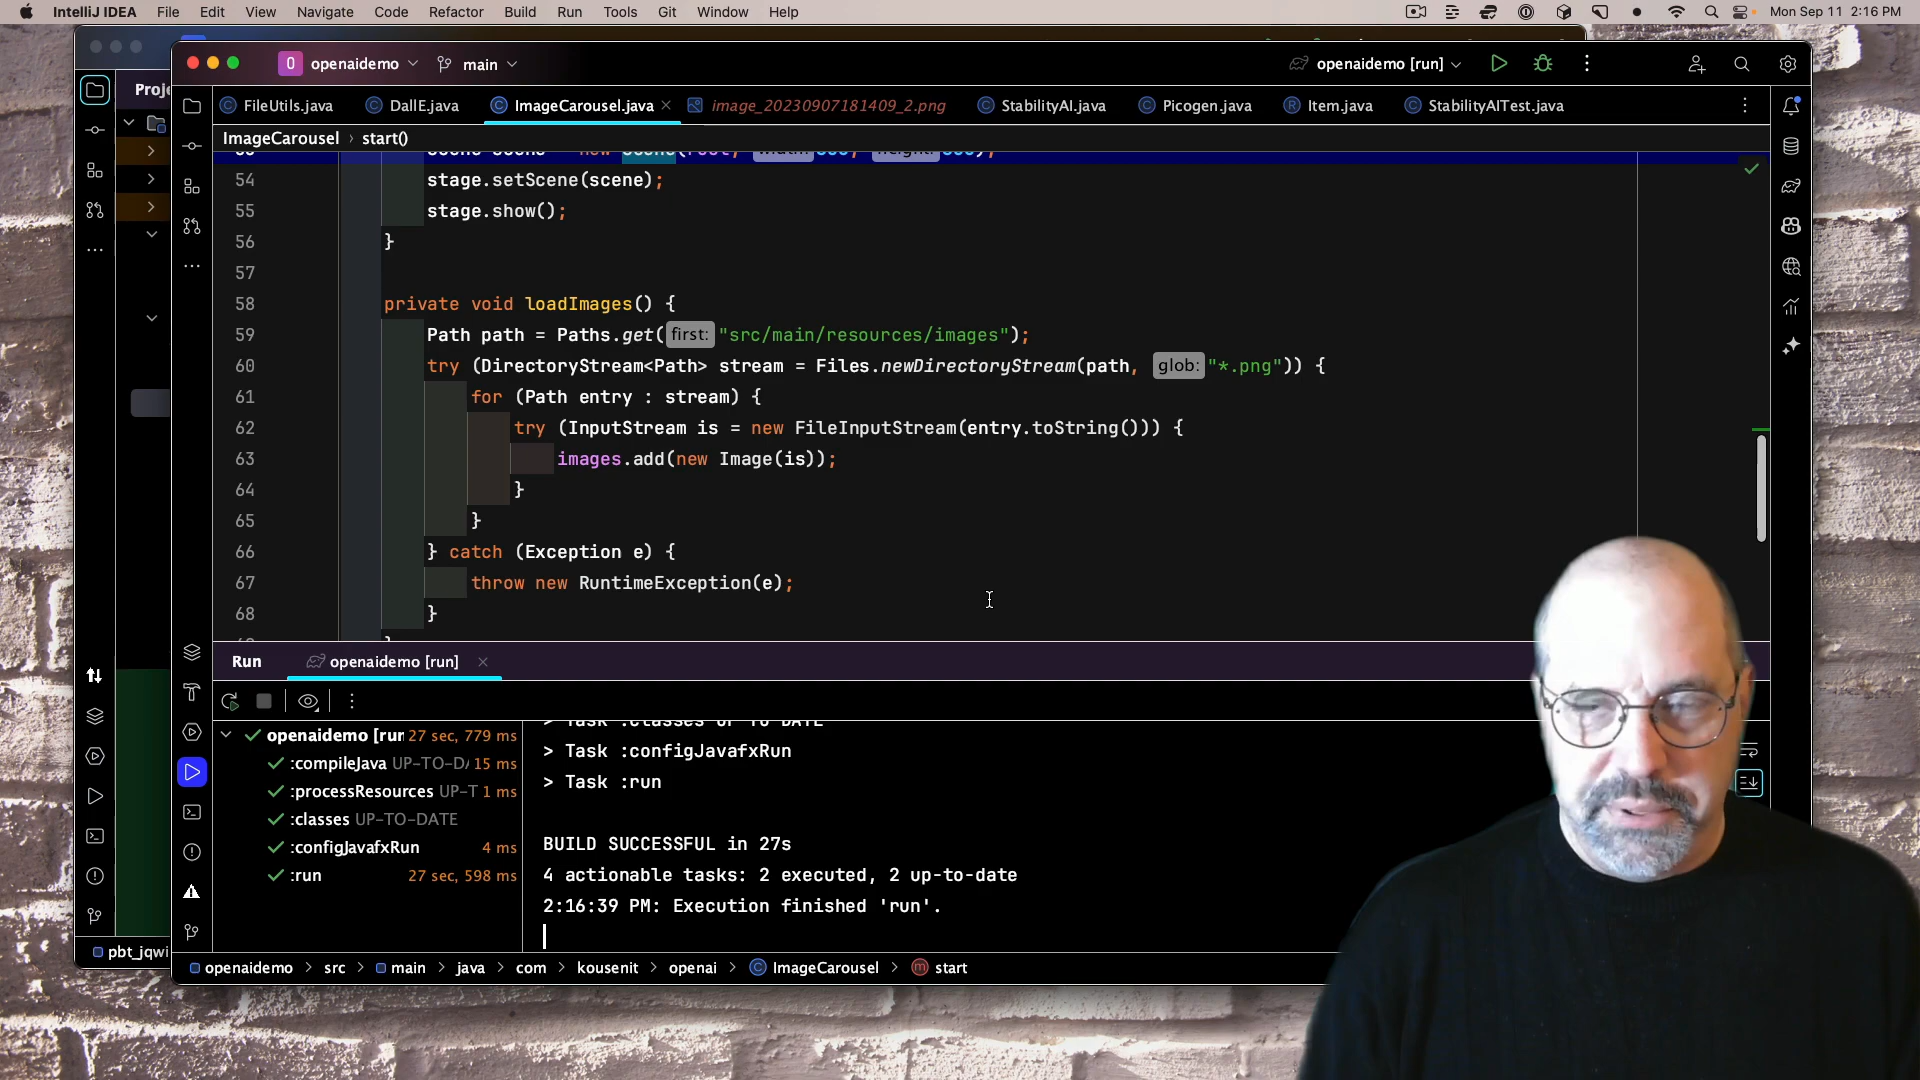 IntelliJ IDEA File Edit View Navigate Code Refactor Build Run Tools Git Window Help Mon Sep 11 2:16 PM
openaidemo main openaidemo [run]
Proje
FileUtils.java DallE.java ImageCarousel.java image_20230907181409_2.png StabilityAI.java Picogen.java Item.java StabilityAITest.java
ImageCarousel › start()
54 stage.setScene(scene);
55 stage.show();
56 }
57
58 private void loadImages() {
59 Path path = Paths.get( first: "src/main/resources/images");
60 try (DirectoryStream<Path> stream = Files.newDirectoryStream(path, glob: "*.png")) {
61 for (Path entry : stream) {
62 try (InputStream is = new FileInputStream(entry.toString())) {
63 images.add(new Image(is));
64 }
65 }
66 } catch (Exception e) {
67 throw new RuntimeException(e);
68 }
Run openaidemo [run]
openaidemo [run 27 sec, 779 ms
:compileJava UP-TO-DA 15 ms
:processResources UP-T 1 ms
:classes UP-TO-DATE
:configJavafxRun 4 ms
:run 27 sec, 598 ms
> Task :classes UP-TO-DATE
> Task :configJavafxRun
> Task :run
BUILD SUCCESSFUL in 27s
4 actionable tasks: 2 executed, 2 up-to-date
2:16:39 PM: Execution finished 'run'.
pbt_jqwi
openaidemo > src > main > java > com > kousenit > openai > ImageCarousel > start